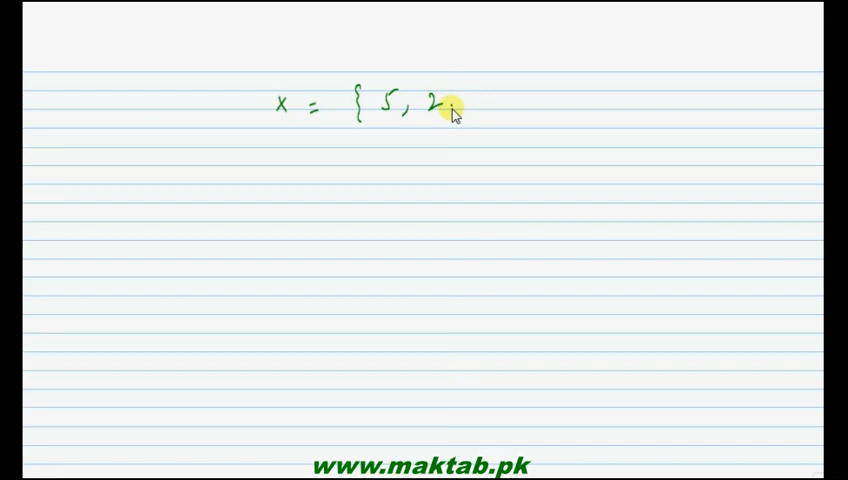 x = { 5, 2,
www.maktab.pk